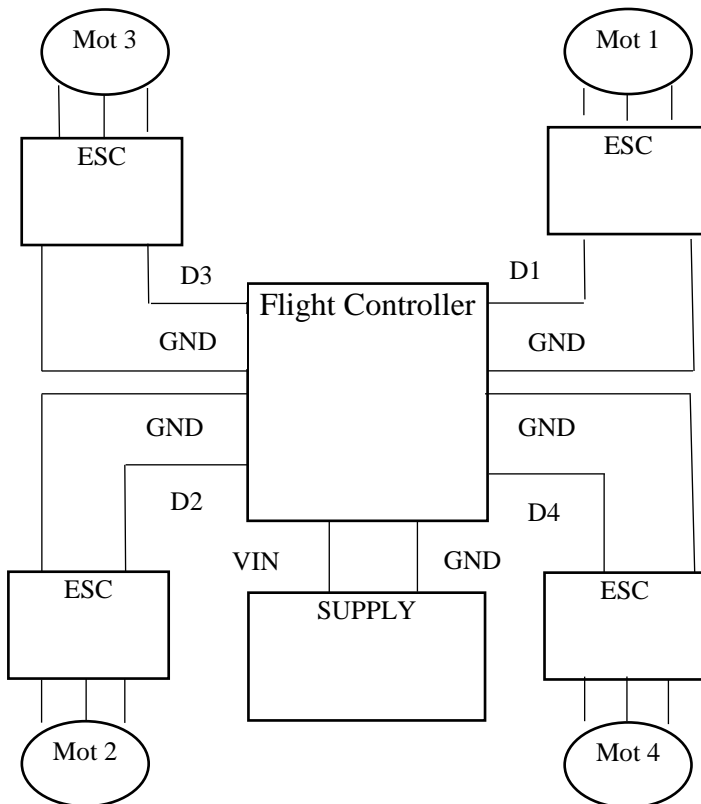 Mot 3
Mot 1
ESC
ESC
D3
D1
Flight Controller
GND
GND
GND
GND
D2
D4
VIN
GND
ESC
SUPPLY
ESC
Mot 2
Mot 4